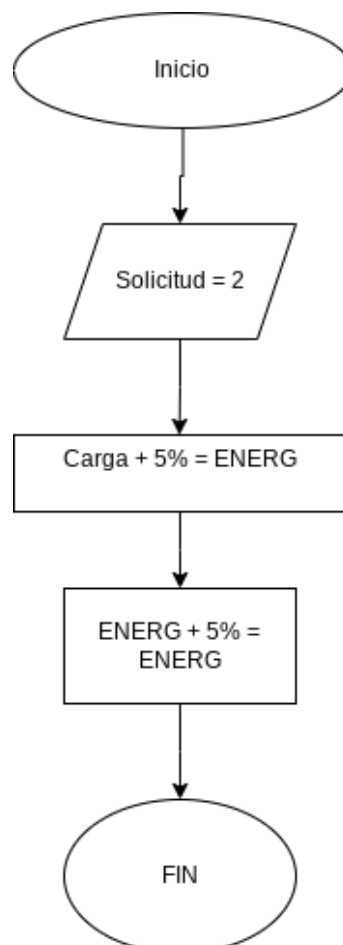 Inicio
Solicitud = 2
Carga + 5% = ENERG
ENERG + 5% =
ENERG
FIN